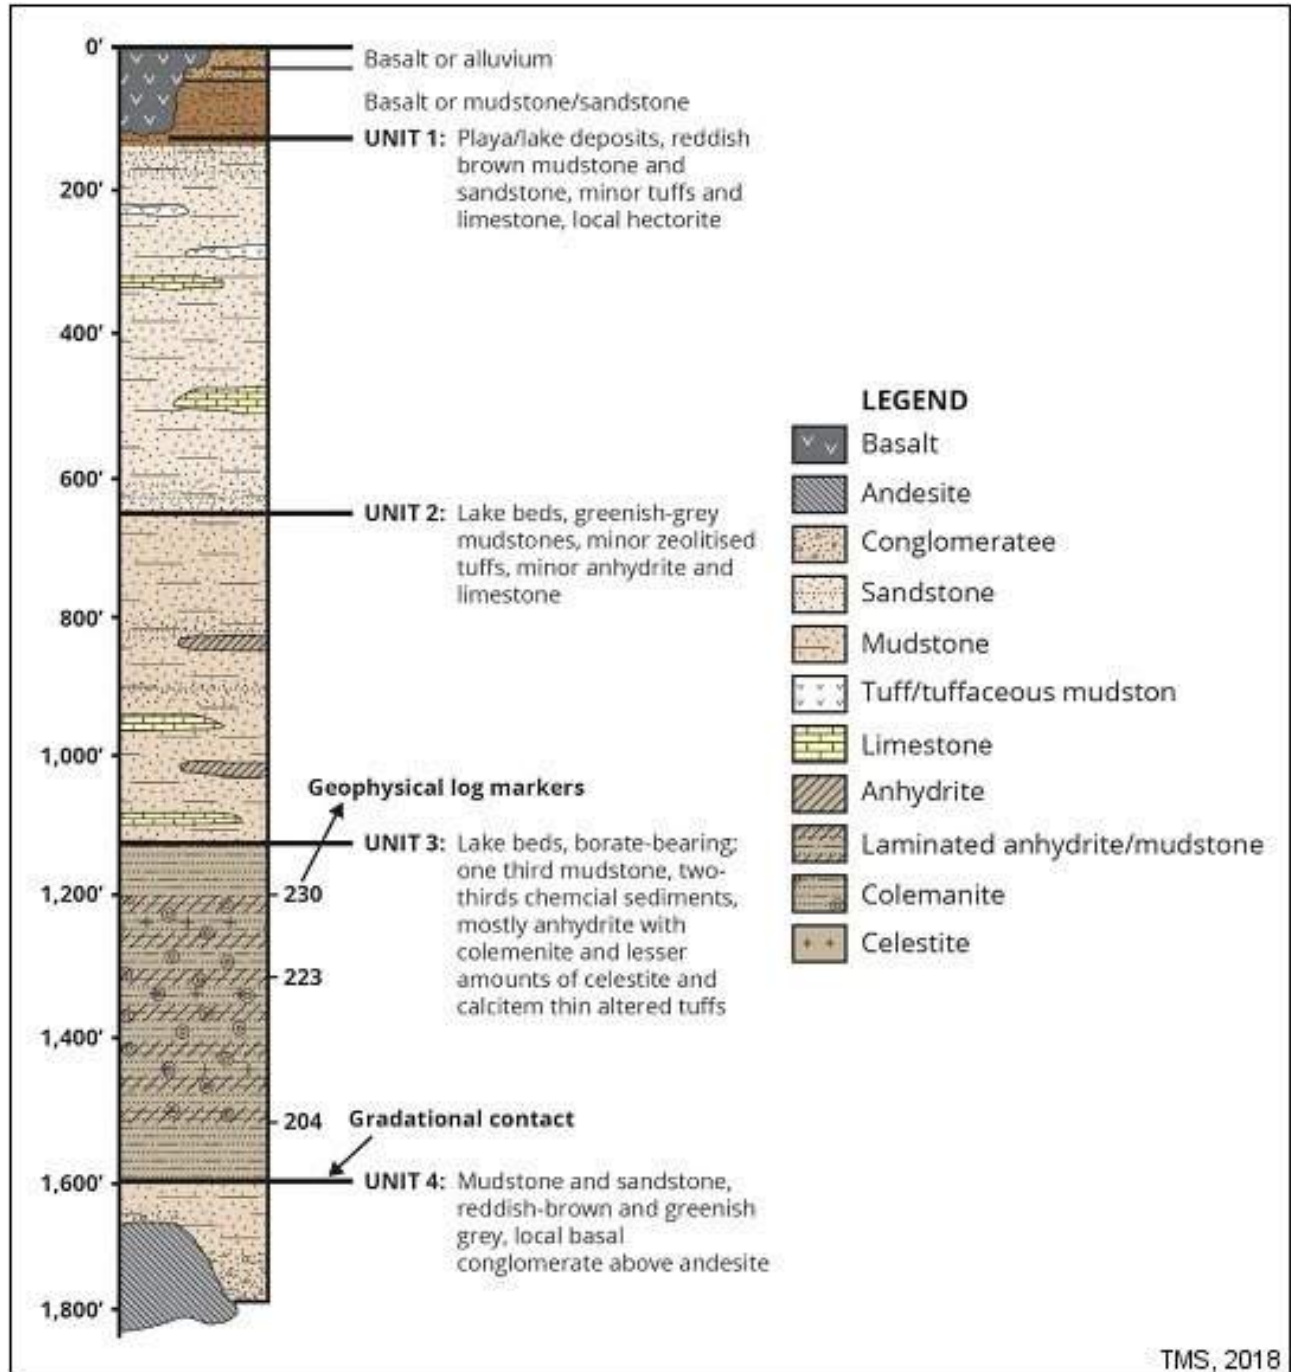 0'
200'
400'
600'
800'
1,000'
1,200'
1,400'
1,600'
1,800'
Basalt or alluvium
Basalt or mudstone/sandstone
UNIT 1: Playa/lake deposits, reddish
brown mudstone and
sandstone, minor tuffs and
limestone, local hectorite
UNIT 2: Lake beds, greenish-grey
mudstones, minor zeolitised
tuffs, minor anhydrite and
limestone
Geophysical log markers
UNIT 3: Lake beds, borate-bearing;
one third mudstone, two-
thirds chemcial sediments,
mostly anhydrite with
colemenite and lesser
amounts of celestite and
calcitem thin altered tuffs
230
223
204
Gradational contact
UNIT 4: Mudstone and sandstone,
reddish-brown and greenish
grey, local basal
conglomerate above andesite
LEGEND
Basalt
Andesite
Conglomeratee
Sandstone
Mudstone
Tuff/tuffaceous mudston
Limestone
Anhydrite
Laminated anhydrite/mudstone
Colemanite
Celestite
TMS, 2018